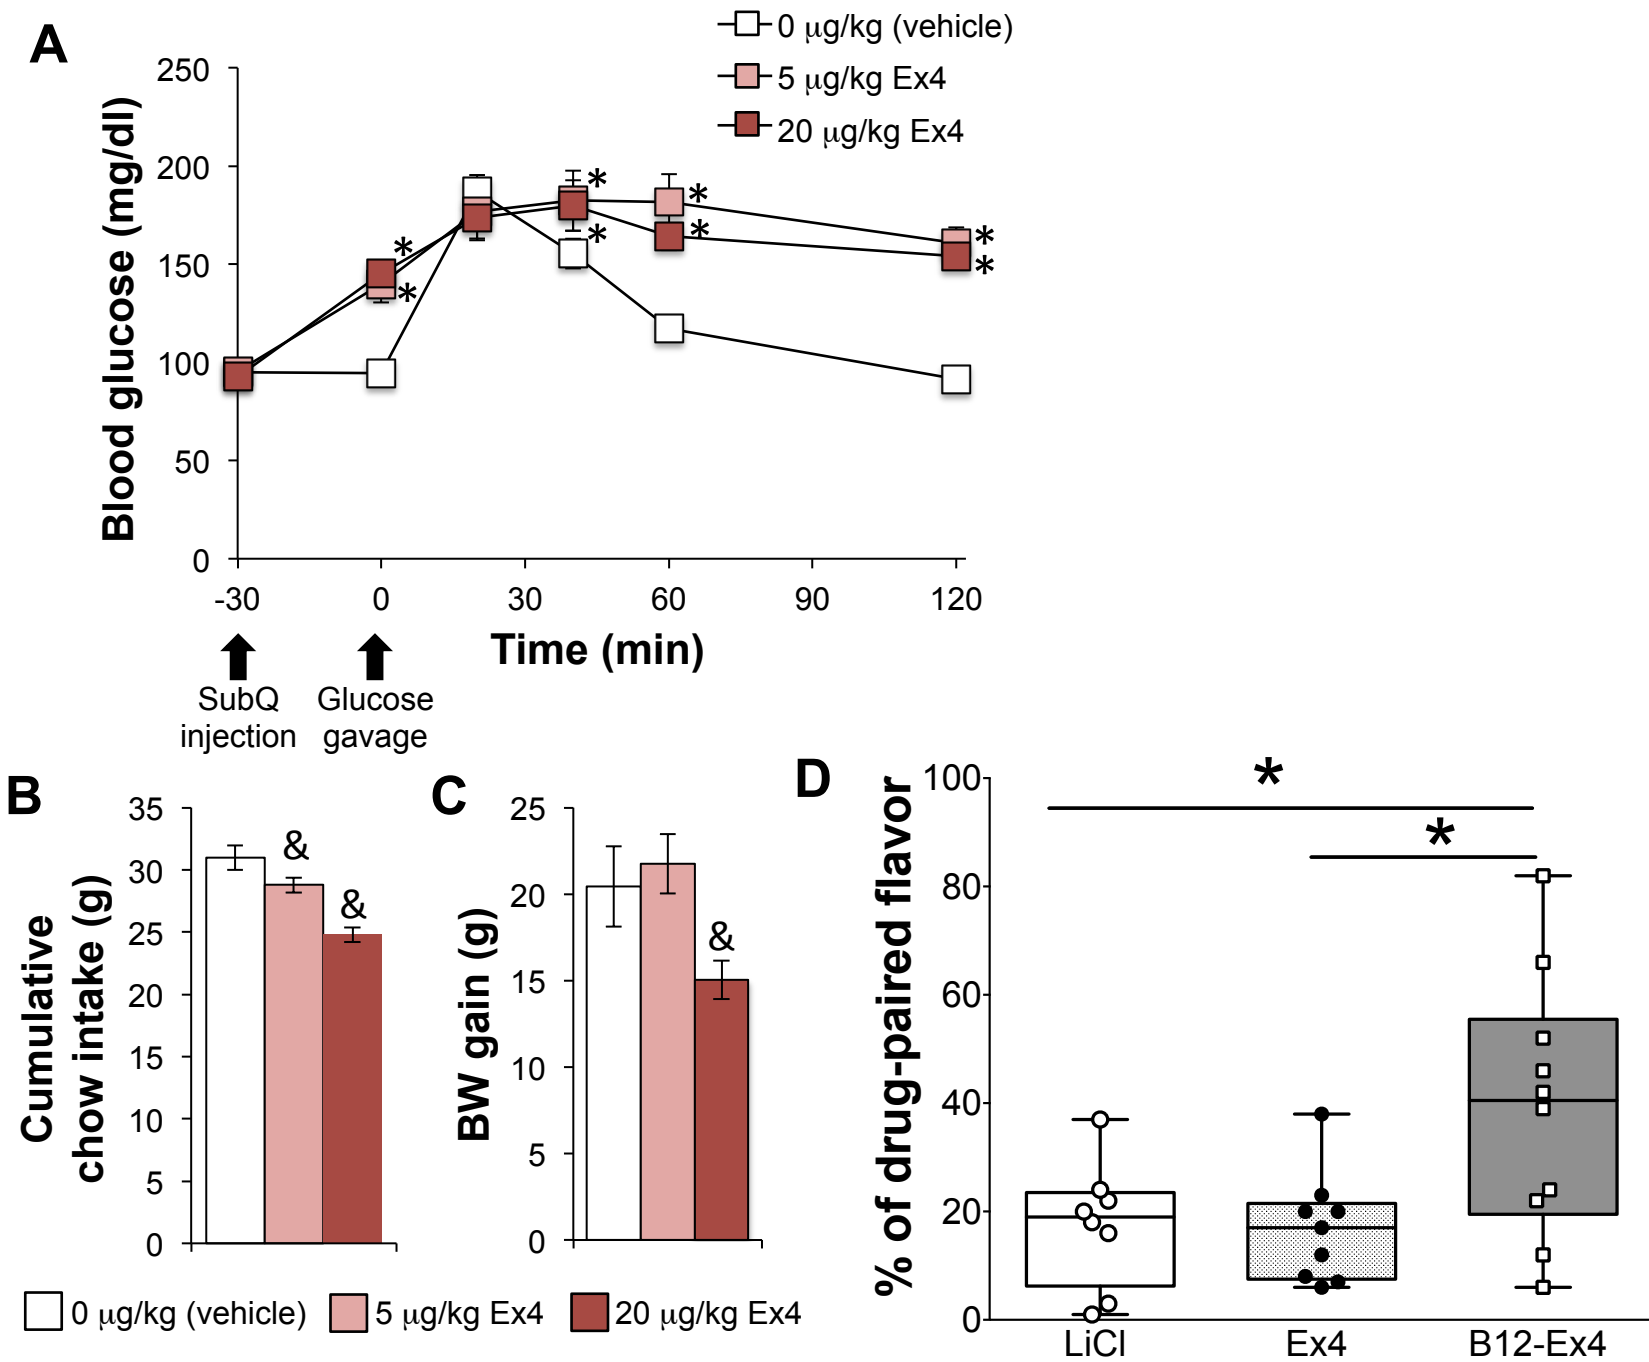 A
0 μg/kg (vehicle)
5 μg/kg Ex4
20 μg/kg Ex4
Blood glucose (mg/dl)
250
200
150
100
50
0
*
*
*
*
*
*
*
*
-30 0 30 60 90 120
Time (min)
SubQ
injection
Glucose
gavage
B
Cumulative
chow intake (g)
35
30
25
20
15
10
5
0
&
&
C
BW gain (g)
25
20
15
10
5
0
&
0 μg/kg (vehicle) 5 μg/kg Ex4 20 μg/kg Ex4
D
% of drug-paired flavor
100
80
60
40
20
0
*
*
LiCl Ex4 B12-Ex4